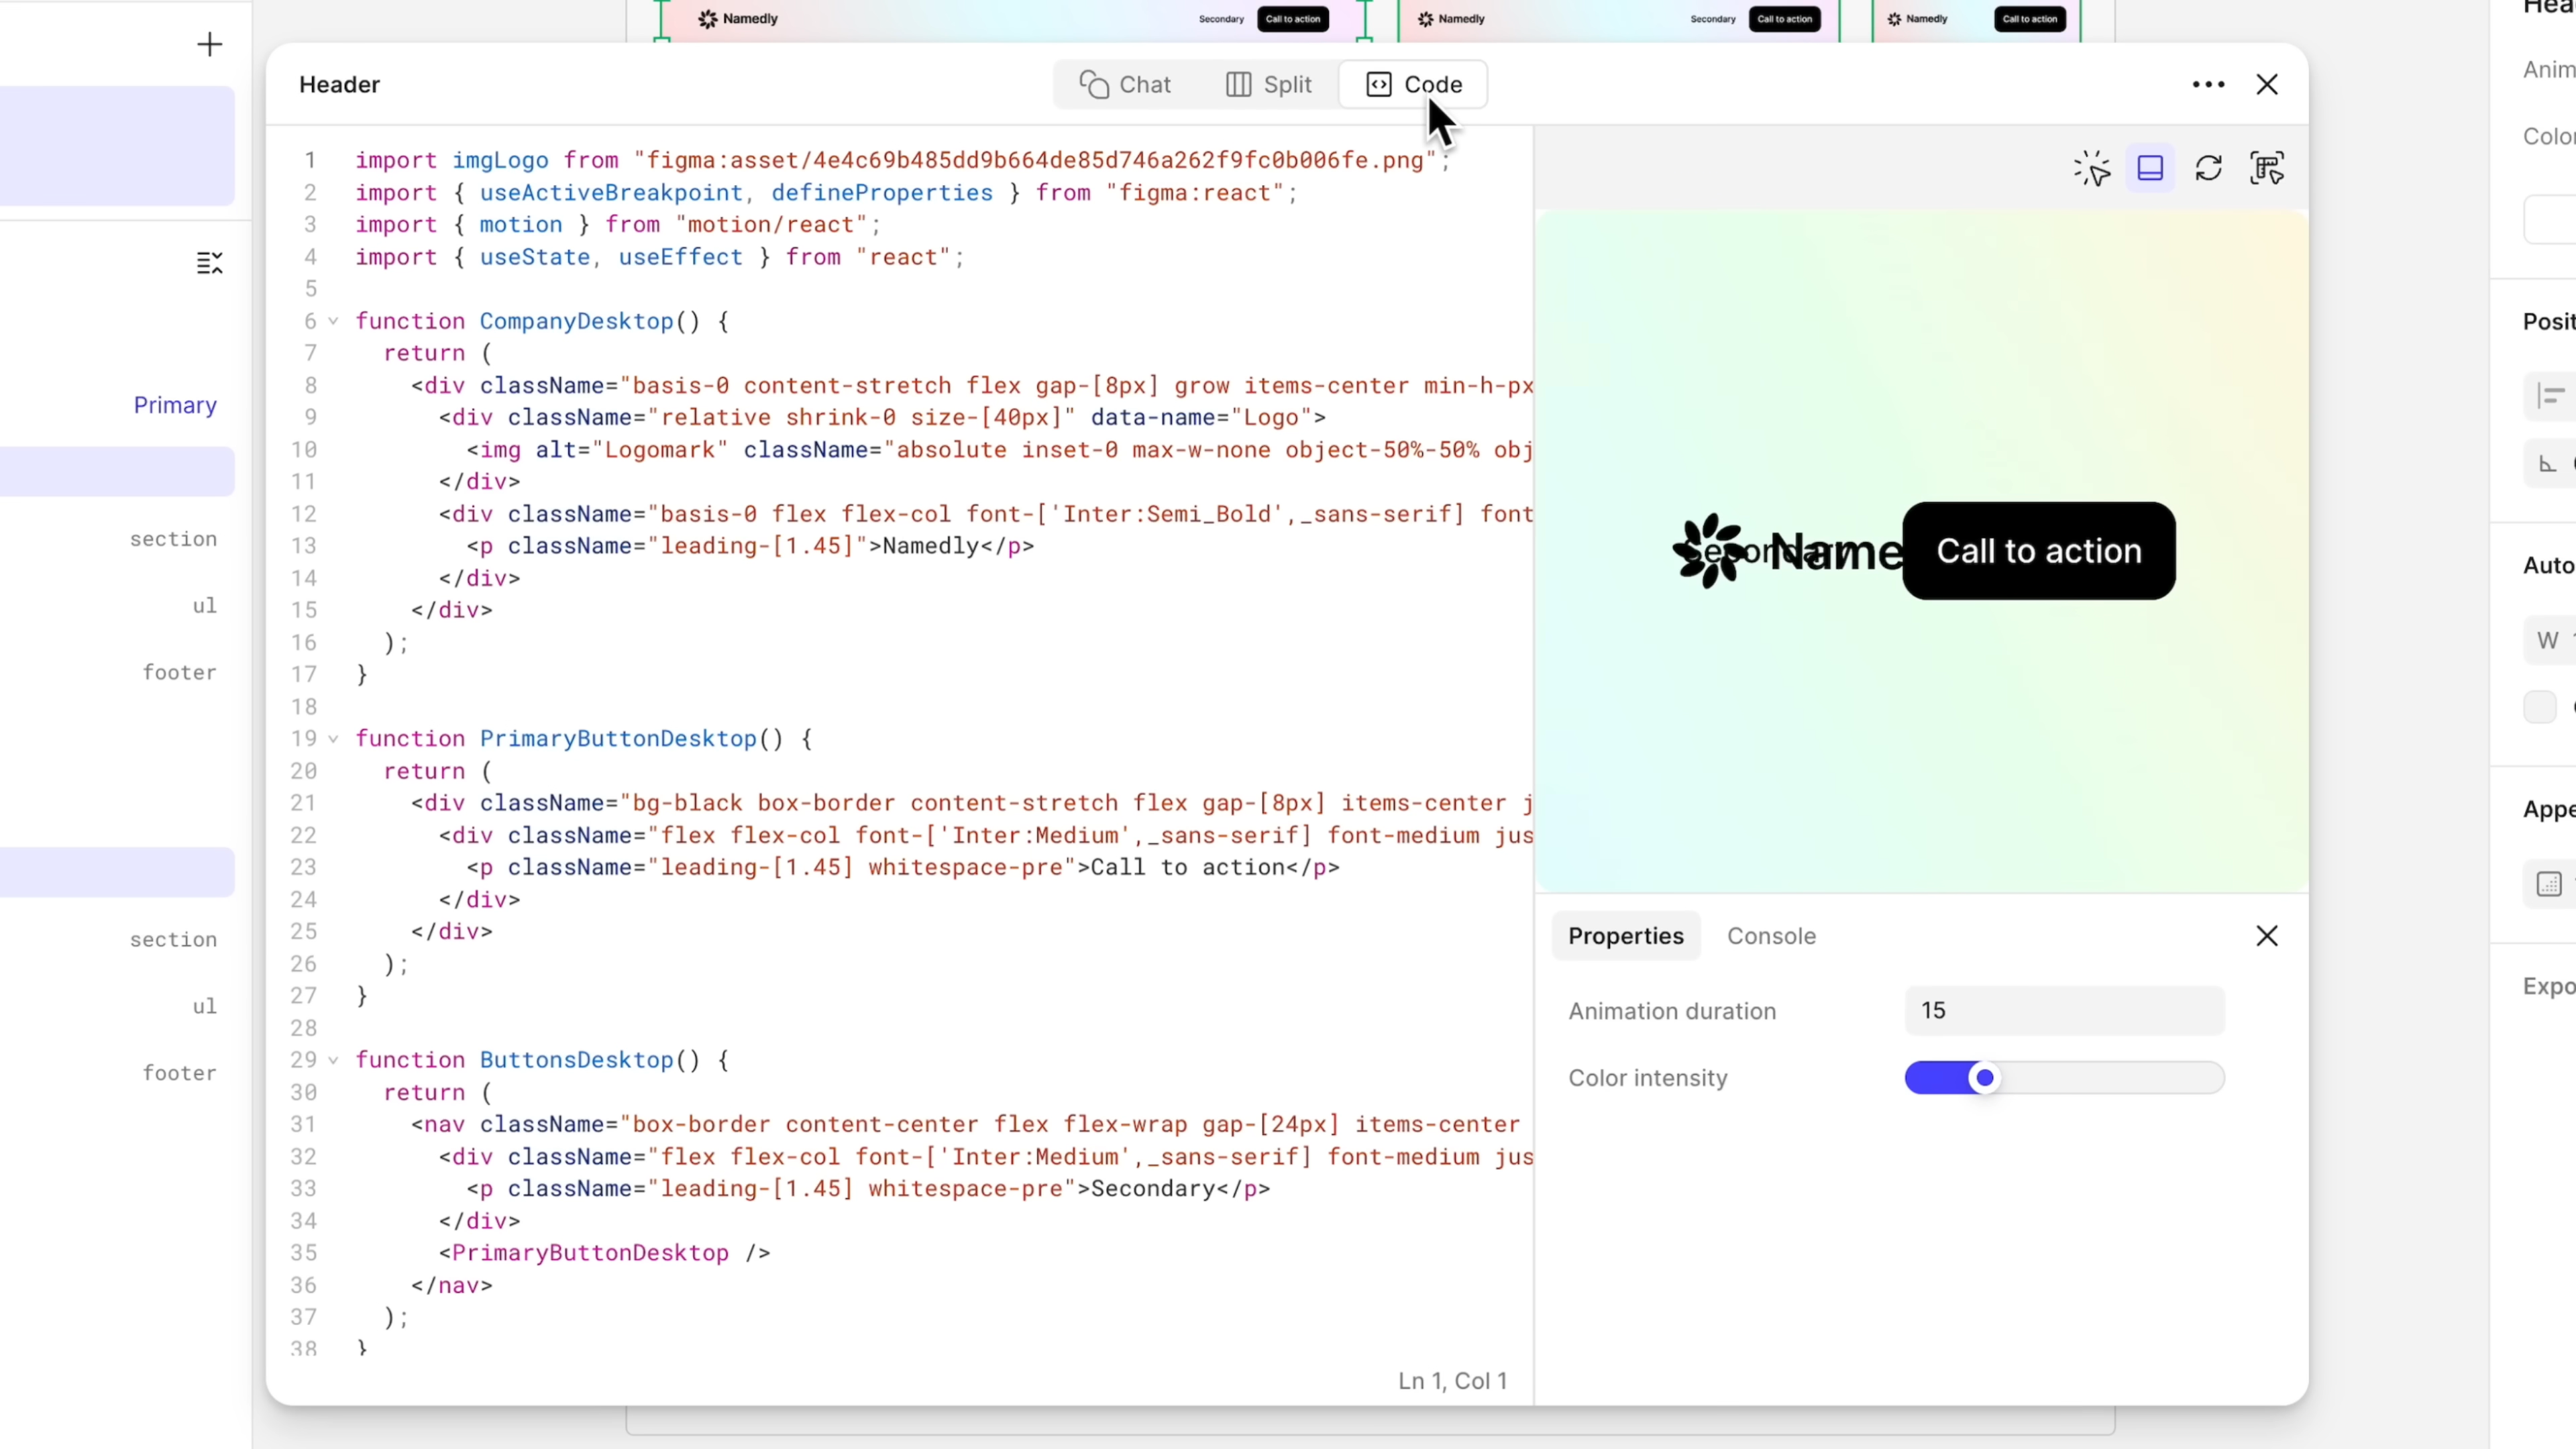 Namedly
Secondary
Call to action
Namedly
Secondary
Call to action
Namedly
Call to action
Header
Chat
Split
Code
Primary
section
ul
footer
section
ul
footer
1 import imgLogo from "figma:asset/4e4c69b485dd9b664de85d746a262f9fc0b006fe.png";
2 import { useActiveBreakpoint, defineProperties } from "figma:react";
3 import { motion } from "motion/react";
4 import { useState, useEffect } from "react";
5
6 function CompanyDesktop() {
7 return (
8 <div className="basis-0 content-stretch flex gap-[8px] grow items-center min-h-px
9 <div className="relative shrink-0 size-[40px]" data-name="Logo">
10 <img alt="Logomark" className="absolute inset-0 max-w-none object-50%-50% obj
11 </div>
12 <div className="basis-0 flex flex-col font-['Inter:Semi_Bold',_sans-serif] font
13 <p className="leading-[1.45]">Namedly</p>
14 </div>
15 </div>
16 );
17 }
18
19 function PrimaryButtonDesktop() {
20 return (
21 <div className="bg-black box-border content-stretch flex gap-[8px] items-center j
22 <div className="flex flex-col font-['Inter:Medium',_sans-serif] font-medium jus
23 <p className="leading-[1.45] whitespace-pre">Call to action</p>
24 </div>
25 </div>
26 );
27 }
28
29 function ButtonsDesktop() {
30 return (
31 <nav className="box-border content-center flex flex-wrap gap-[24px] items-center
32 <div className="flex flex-col font-['Inter:Medium',_sans-serif] font-medium jus
33 <p className="leading-[1.45] whitespace-pre">Secondary</p>
34 </div>
35 <PrimaryButtonDesktop />
36 </nav>
37 );
38 }
Ln 1, Col 1
Secondary
Name
Call to action
Properties
Console
Animation duration
15
Color intensity
Hea
Anim
Color
Posit
Auto
W
Appe
Expo